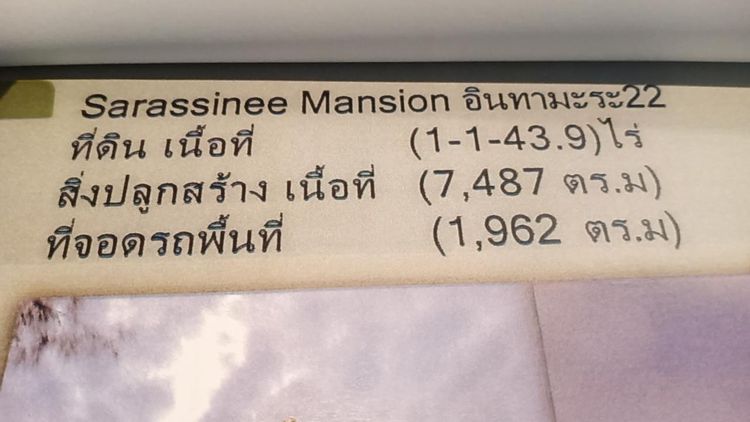 Sarassinee Mansion อินทามะระ22
ที่ดิน เนื้อที่ (1-1-43.9)ไร่
สิ่งปลูกสร้าง เนื้อที่ (7,487 ตร.ม)
ที่จอดรถพื้นที่ (1,962 ตร.ม)